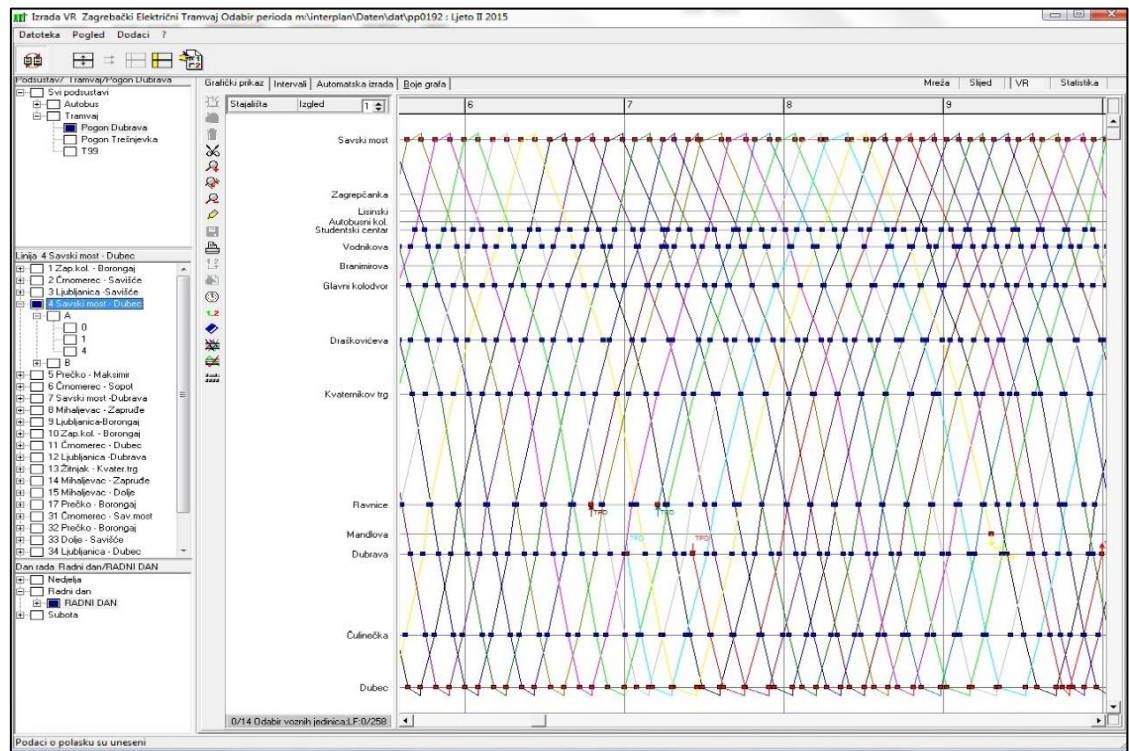 Izrada VR Zagrebački Električni Tramvaj Odabir perioda m:\interplan\Daten\dat\pp0192 : Ljeto II 2015
Datoteka Pogled Dodaci ?
Podsustav/ Tramvaj/Pogon Dubrava
Svi podsustavi
Autobus
Tramvaj
Pogon Dubrava
Pogon Trešnjevka
T99
Linija 4 Savski most - Dubec
1 Zap.kol. - Borongaj
2 Črnomerec - Savišće
3 Ljubljanica -Savišće
4 Savski most - Dubec
A
0
1
4
B
5 Prečko - Maksimir
6 Črnomerec - Sopot
7 Savski most -Dubrava
8 Mihaljevac - Zapruđe
9 Ljubljanica-Borongaj
10 Zap.kol. - Borongaj
11 Črnomerec - Dubec
12 Ljubljanica -Dubrava
13 Žitnjak - Kvater.trg
14 Mihaljevac - Zapruđe
15 Mihaljevac - Dolje
17 Prečko - Borongaj
31 Črnomerec - Sav.most
32 Prečko - Borongaj
33 Dolje - Savišće
34 Ljubljanica - Dubec
Dan rada Radni dan/RADNI DAN
Nedjelja
Radni dan
RADNI DAN
Subota
Grafički prikaz Intervali Automatska izrada Boje grafa Mreža Slijed VR Statistika
Stajališta Izgled 1
6 7 8 9
Savski most
Zagrepčanka
Lisinski
Autobusni kol.
Studentski centar
Vodnikova
Branimirova
Glavni kolodvor
Draškovićeva
Kvaternikov trg
Ravnice
TPD TPD
Mandlova
TPD TPD
Dubrava
Čulinečka
Dubec
0/14 Odabir voznih jedinica:LF:0/258
Podaci o polasku su uneseni